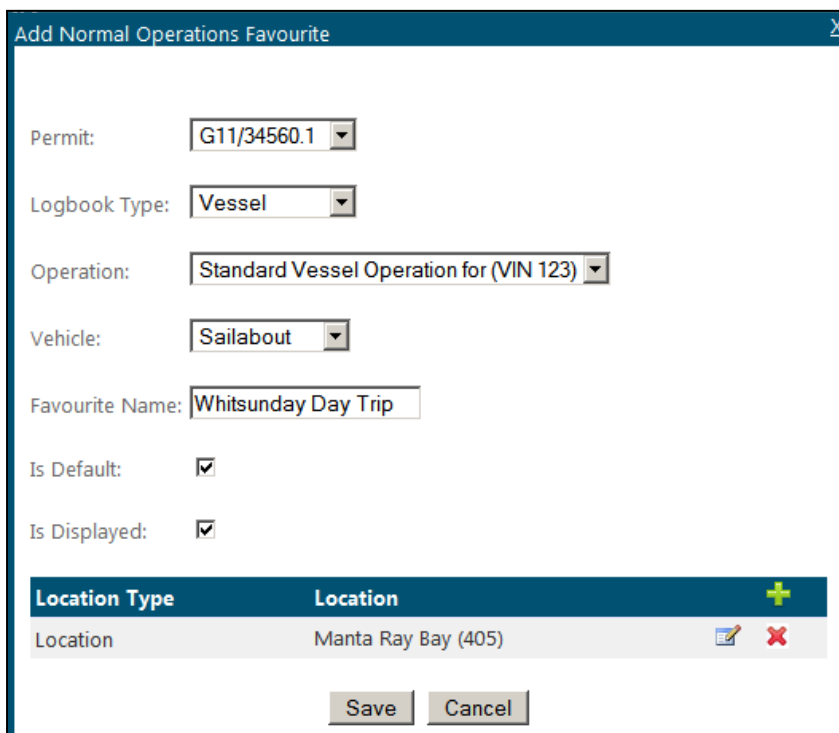 Add Normal Operations Favourite X
Permit: G11/34560.1
Logbook Type: Vessel
Operation: Standard Vessel Operation for (VIN 123)
Vehicle: Sailabout
Favourite Name: Whitsunday Day Trip
Is Default:
Is Displayed:
Location Type Location
Location Manta Ray Bay (405)
Save Cancel